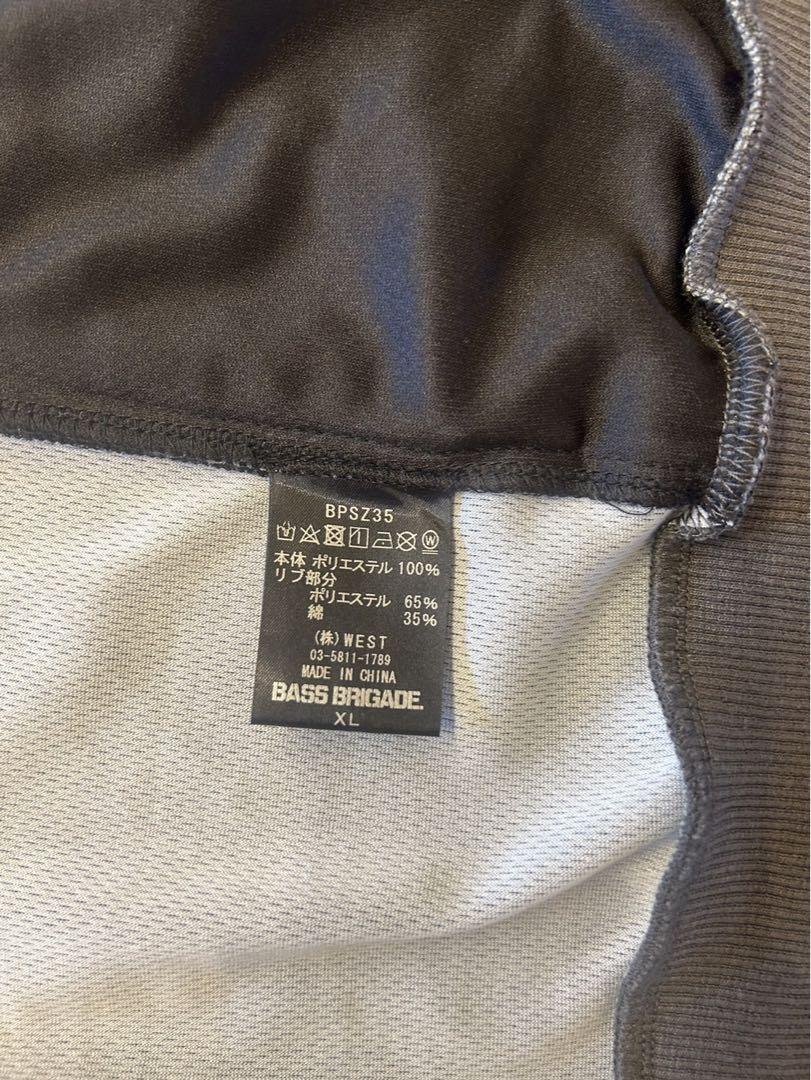 BPSZ35
W
本体 ポリエステル 100%
リブ部分
ポリエステル 65%
綿 35%
(株)WEST
03-5811-1789
MADE IN CHINA
BASS BRIGADE.
XL